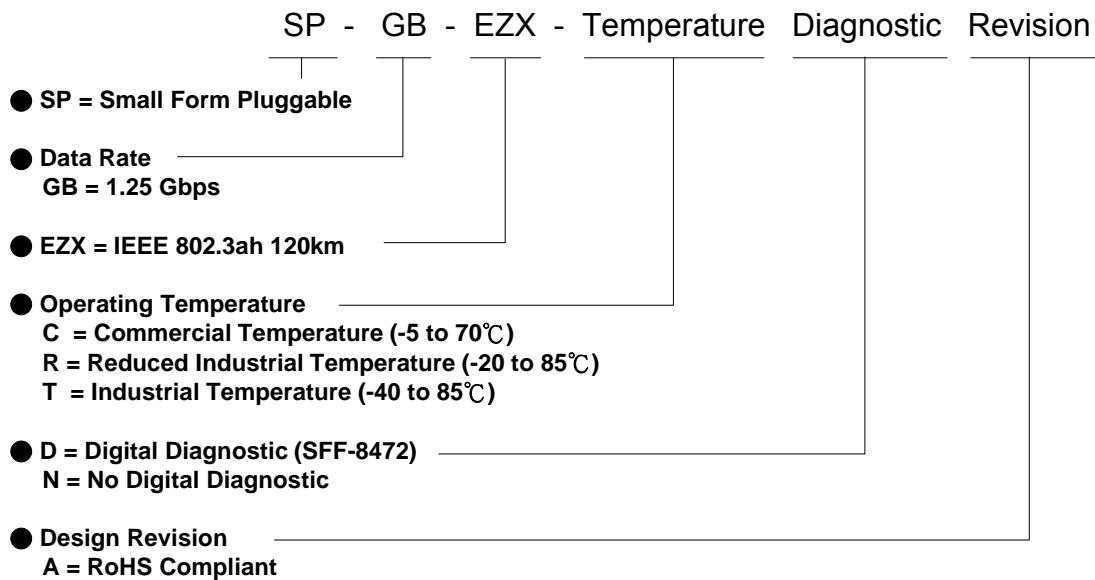 SP - GB - EZX - Temperature Diagnostic Revision
● SP = Small Form Pluggable
● Data Rate
GB = 1.25 Gbps
● EZX = IEEE 802.3ah 120km
● Operating Temperature
C = Commercial Temperature (-5 to 70℃)
R = Reduced Industrial Temperature (-20 to 85℃)
T = Industrial Temperature (-40 to 85℃)
● D = Digital Diagnostic (SFF-8472)
N = No Digital Diagnostic
● Design Revision
A = RoHS Compliant